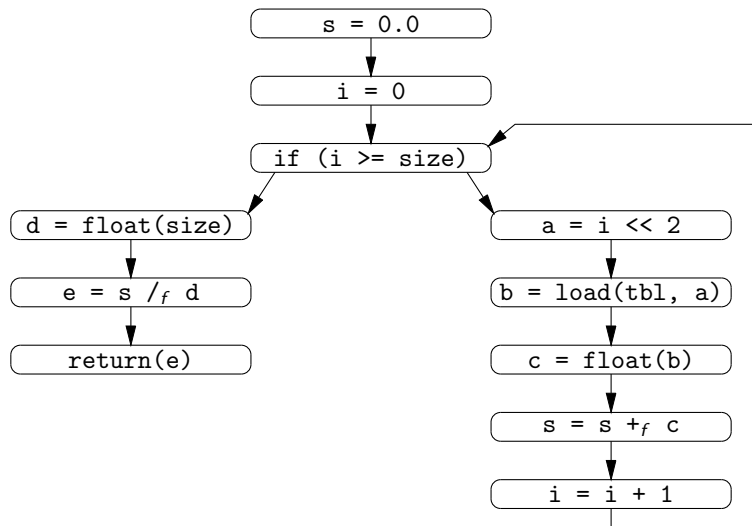 s = 0.0
i = 0
if (i >= size)
d = float(size)
e = s /f d
return(e)
a = i << 2
b = load(tbl, a)
c = float(b)
s = s +f c
i = i + 1